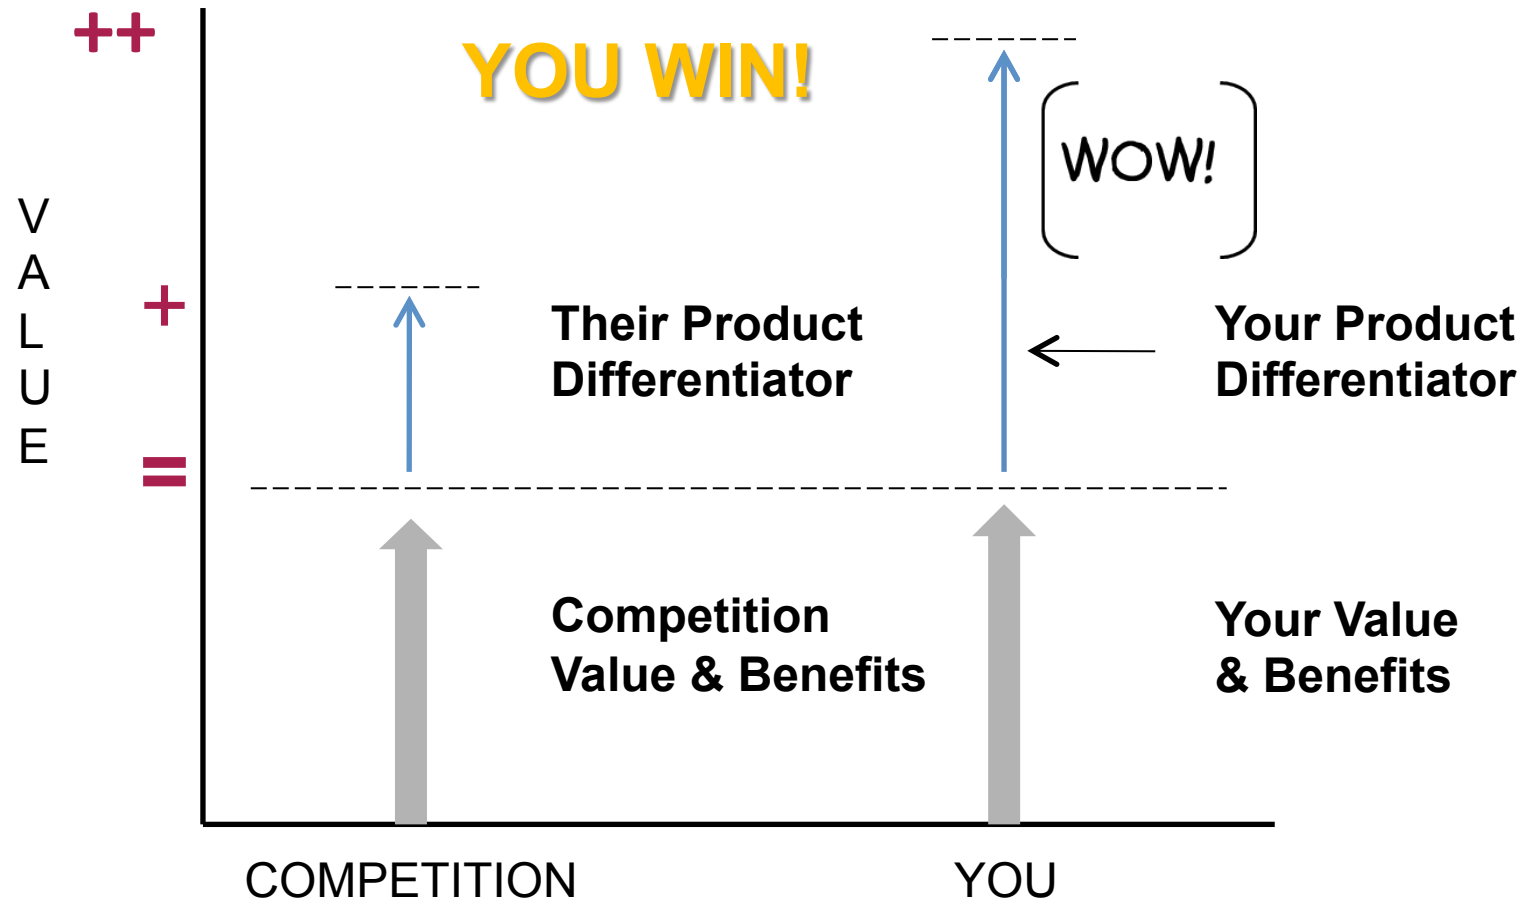 ++
YOU WIN!
WOW!
V
A
L
U
E
+
Their Product
Differentiator
Your Product
Differentiator
=
Competition
Value & Benefits
Your Value
& Benefits
COMPETITION
YOU